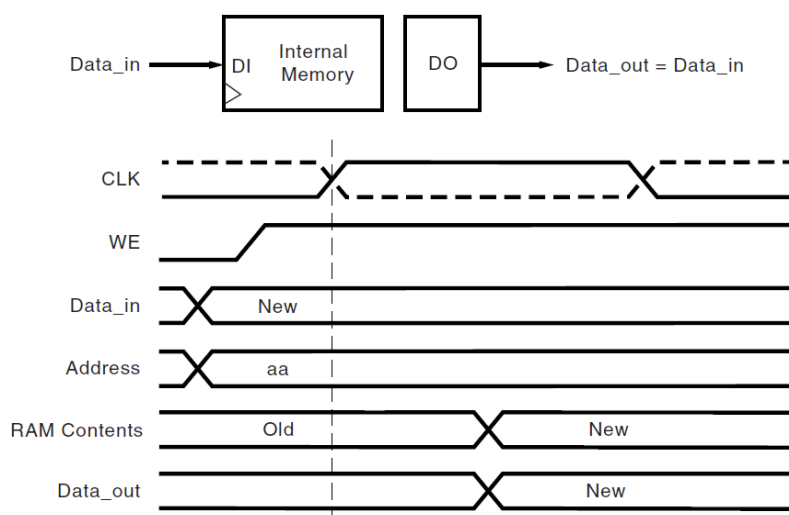 Data_in DI Internal Memory DO Data_out = Data_in
CLK
WE
Data_in New
Address aa
RAM Contents Old New
Data_out New